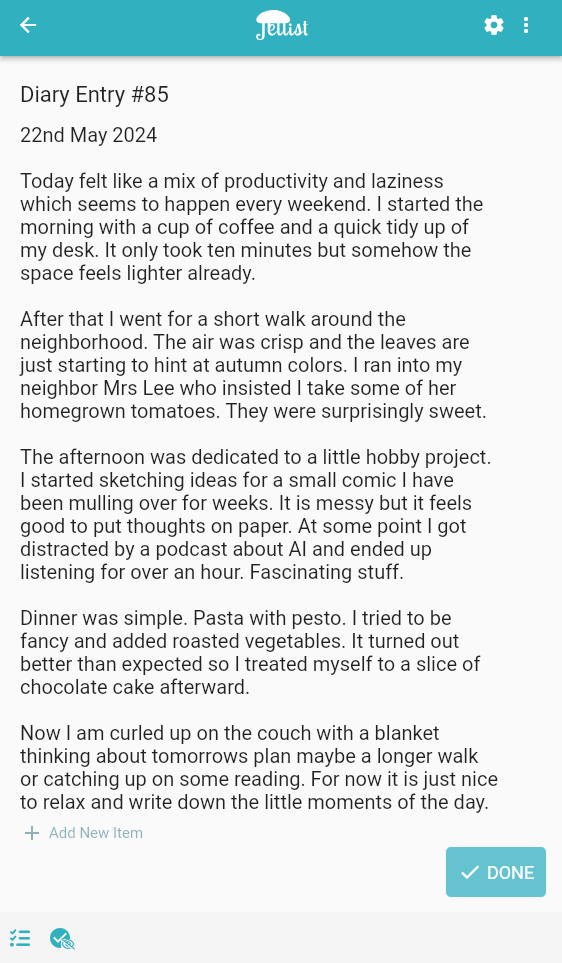 Jellist
Diary Entry #85
22nd May 2024
Today felt like a mix of productivity and laziness
which seems to happen every weekend. I started the
morning with a cup of coffee and a quick tidy up of
my desk. It only took ten minutes but somehow the
space feels lighter already.
After that I went for a short walk around the
neighborhood. The air was crisp and the leaves are
just starting to hint at autumn colors. I ran into my
neighbor Mrs Lee who insisted I take some of her
homegrown tomatoes. They were surprisingly sweet.
The afternoon was dedicated to a little hobby project.
I started sketching ideas for a small comic I have
been mulling over for weeks. It is messy but it feels
good to put thoughts on paper. At some point I got
distracted by a podcast about AI and ended up
listening for over an hour. Fascinating stuff.
Dinner was simple. Pasta with pesto. I tried to be
fancy and added roasted vegetables. It turned out
better than expected so I treated myself to a slice of
chocolate cake afterward.
Now I am curled up on the couch with a blanket
thinking about tomorrows plan maybe a longer walk
or catching up on some reading. For now it is just nice
to relax and write down the little moments of the day.
Add New Item
DONE